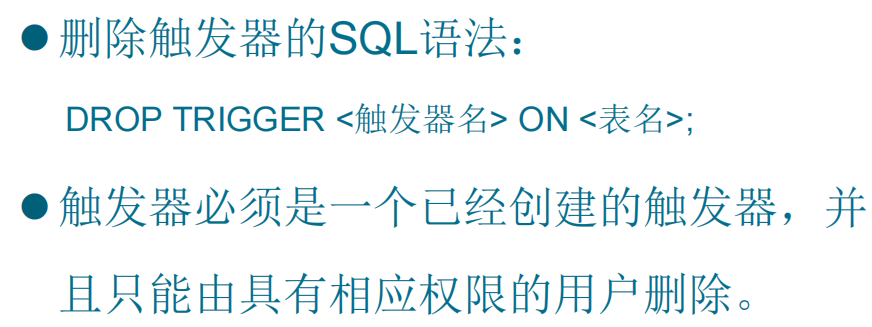 ●删除触发器的SQL语法：
DROP TRIGGER <触发器名> ON <表名>;
●触发器必须是一个已经创建的触发器，并
且只能由具有相应权限的用户删除。